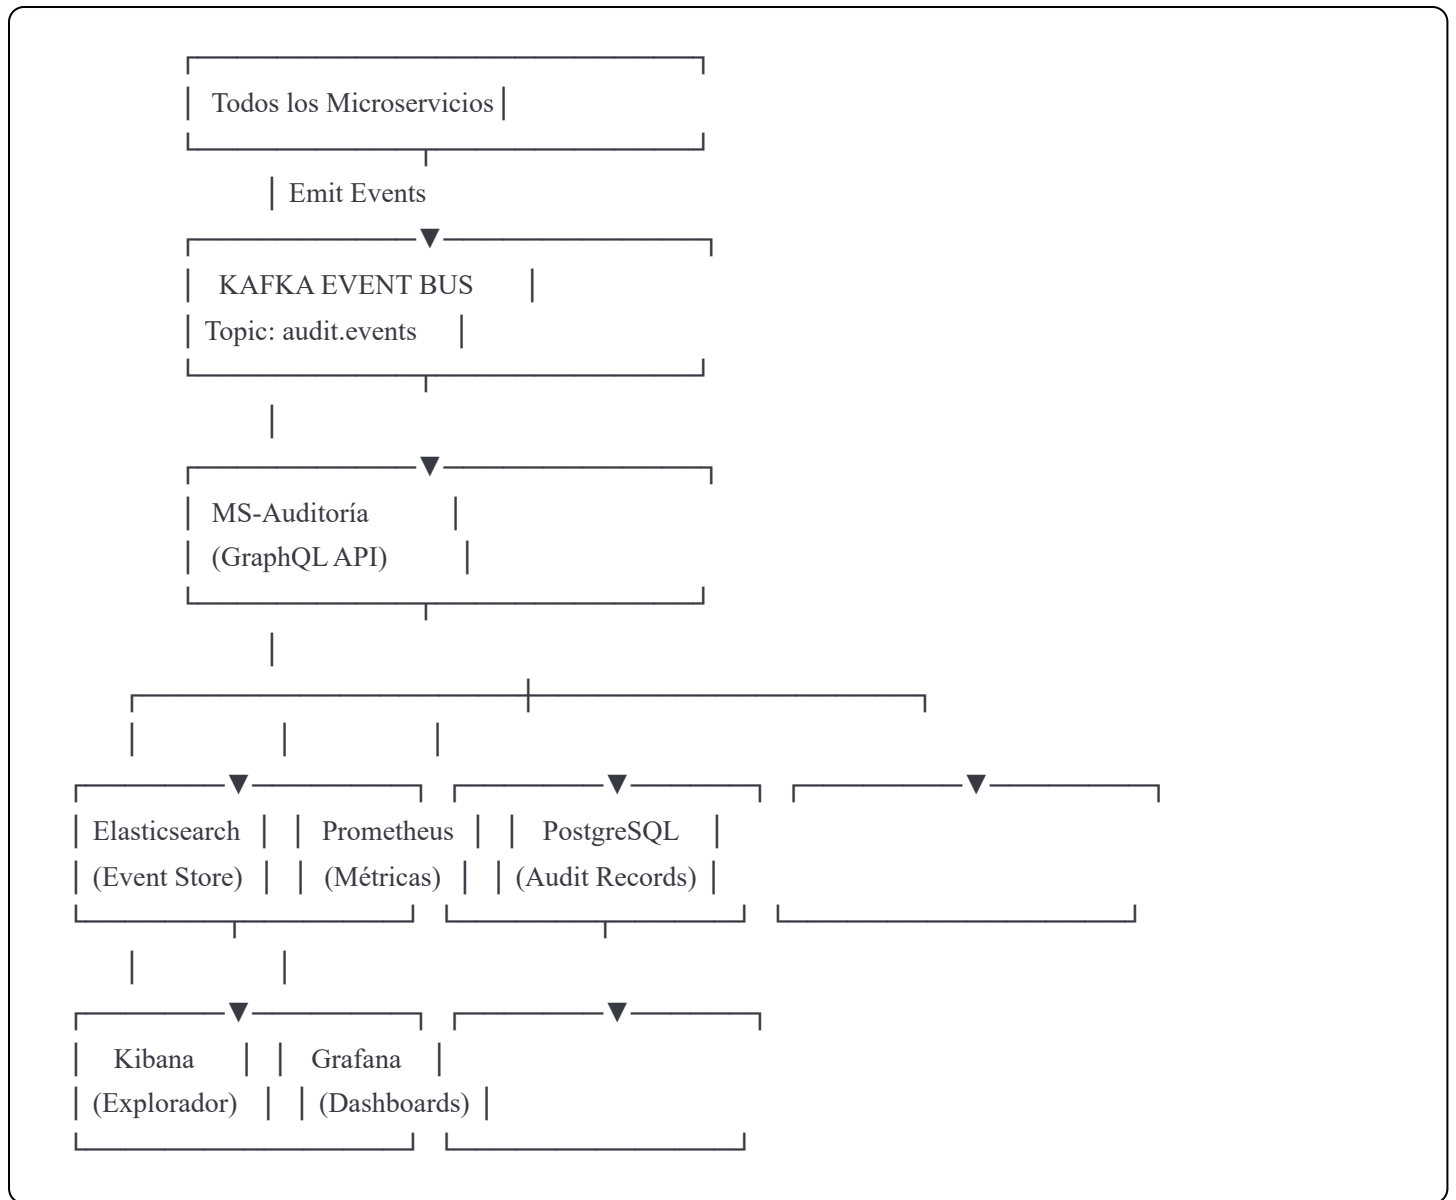 Todos los Microservicios
Emit Events
KAFKA EVENT BUS
Topic: audit.events
MS-Auditoría
(GraphQL API)
Elasticsearch Prometheus PostgreSQL
(Event Store) (Métricas) (Audit Records)
Kibana Grafana
(Explorador) (Dashboards)